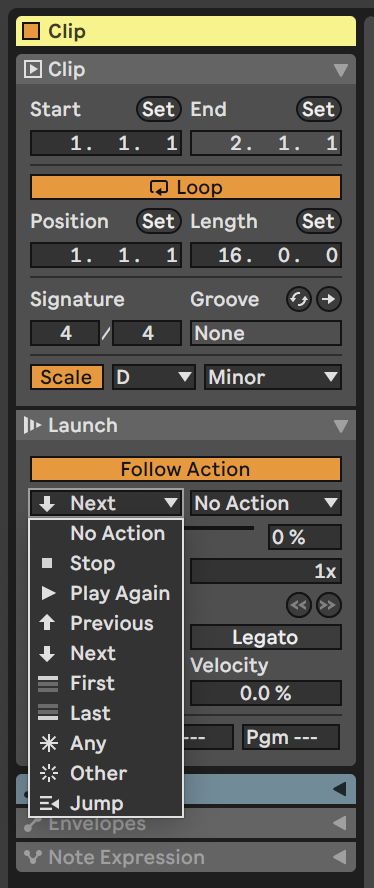 Clip
Clip
Start Set End Set
1. 1. 1 2. 1. 1
Loop
Position Set Length Set
1. 1. 1 16. 0. 0
Signature Groove
4 / 4 None
Scale D Minor
Launch
Follow Action
Next No Action
No Action
0 %
Stop
1x
Play Again
Previous
Legato
Next
Velocity
First
0.0 %
Last
--- Pgm ---
Any
Other
Jump
Envelopes
Note Expression